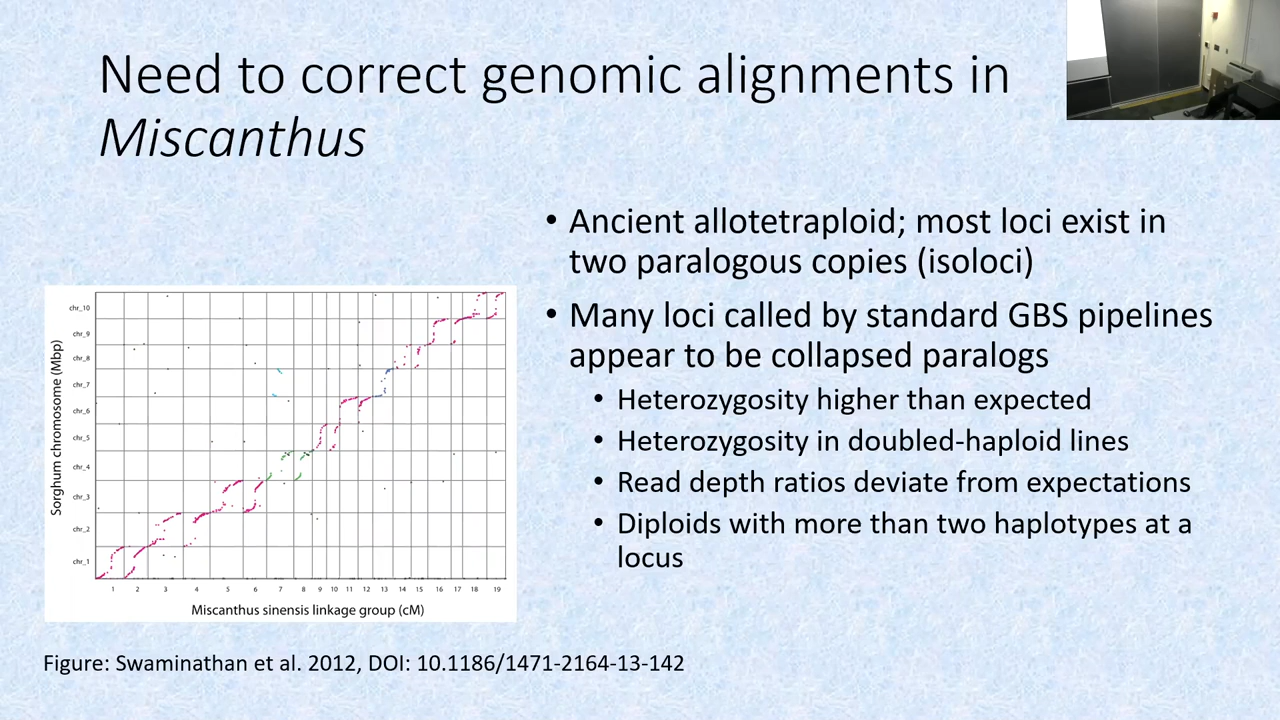 Need to correct genomic alignments in
Miscanthus
• Ancient allotetraploid; most loci exist in
two paralogous copies (isoloci)
• Many loci called by standard GBS pipelines
appear to be collapsed paralogs
• Heterozygosity higher than expected
• Heterozygosity in doubled-haploid lines
• Read depth ratios deviate from expectations
• Diploids with more than two haplotypes at a
locus
Sorghum chromosome (Mbp)
chr_10
chr_9
chr_8
chr_7
chr_6
chr_5
chr_4
chr_3
chr_2
chr_1
1 2 3 4 5 6 7 8 9 10 11 12 13 14 15 16 17 18 19
Miscanthus sinensis linkage group (cM)
Figure: Swaminathan et al. 2012, DOI: 10.1186/1471-2164-13-142